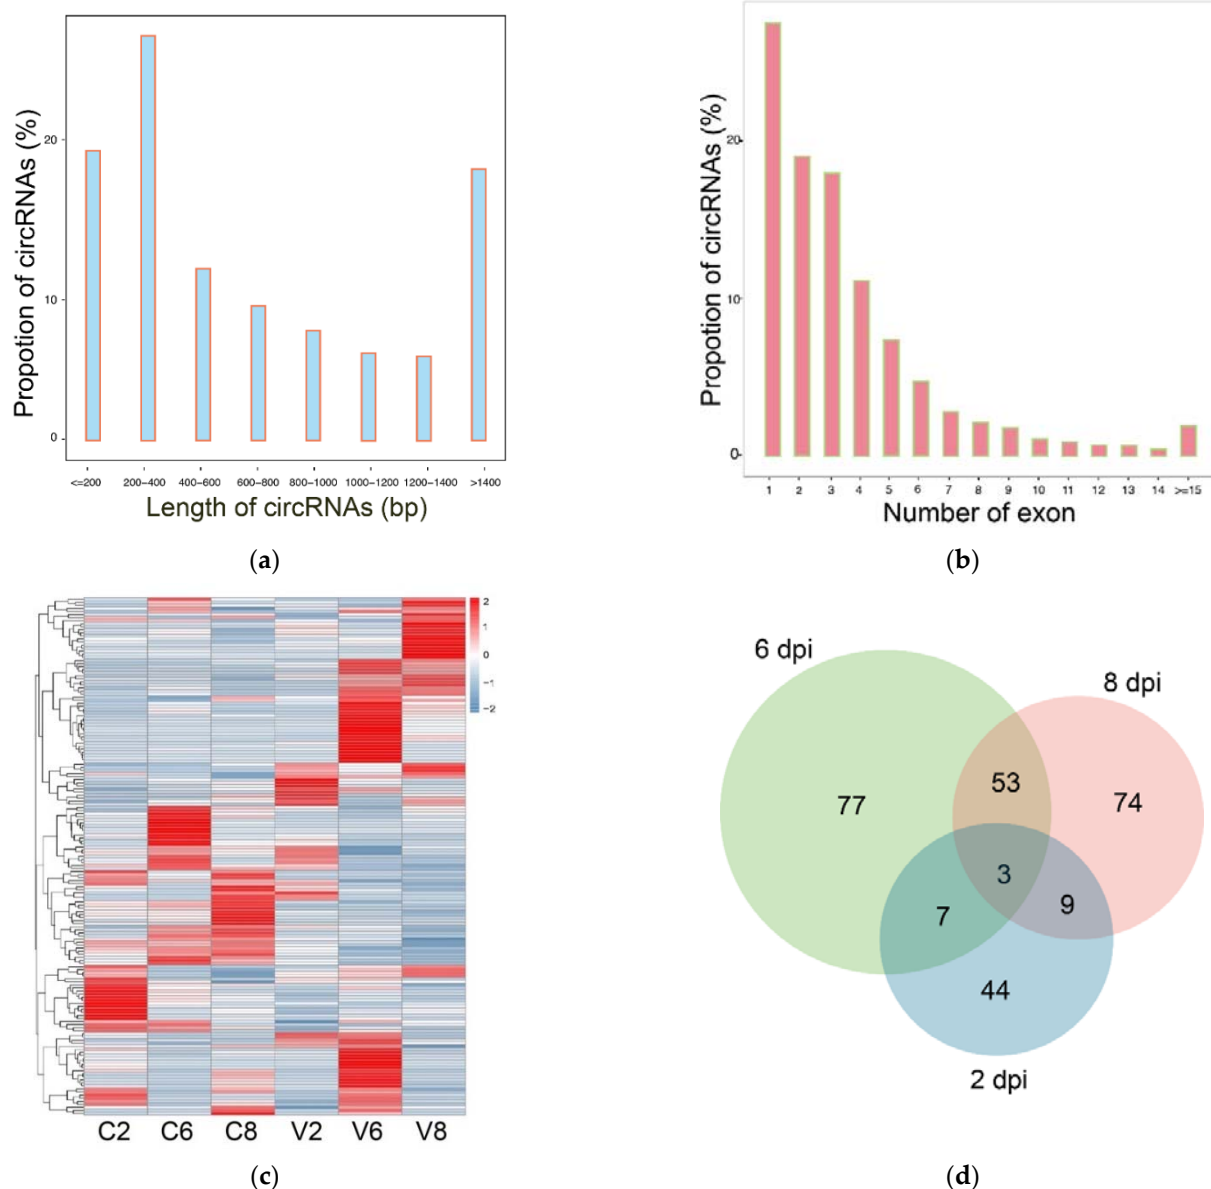 Propotion of circRNAs (%)
20
10
0
<=200 200-400 400-600 600-800 800-1000 1000-1200 1200-1400 >1400
Length of circRNAs (bp)
(a)
Propotion of circRNAs (%)
20
10
0
1 2 3 4 5 6 7 8 9 10 11 12 13 14 >=15
Number of exon
(b)
2
1
0
-1
-2
C2 C6 C8 V2 V6 V8
(c)
6 dpi
8 dpi
53
77
74
3
7
9
44
2 dpi
(d)